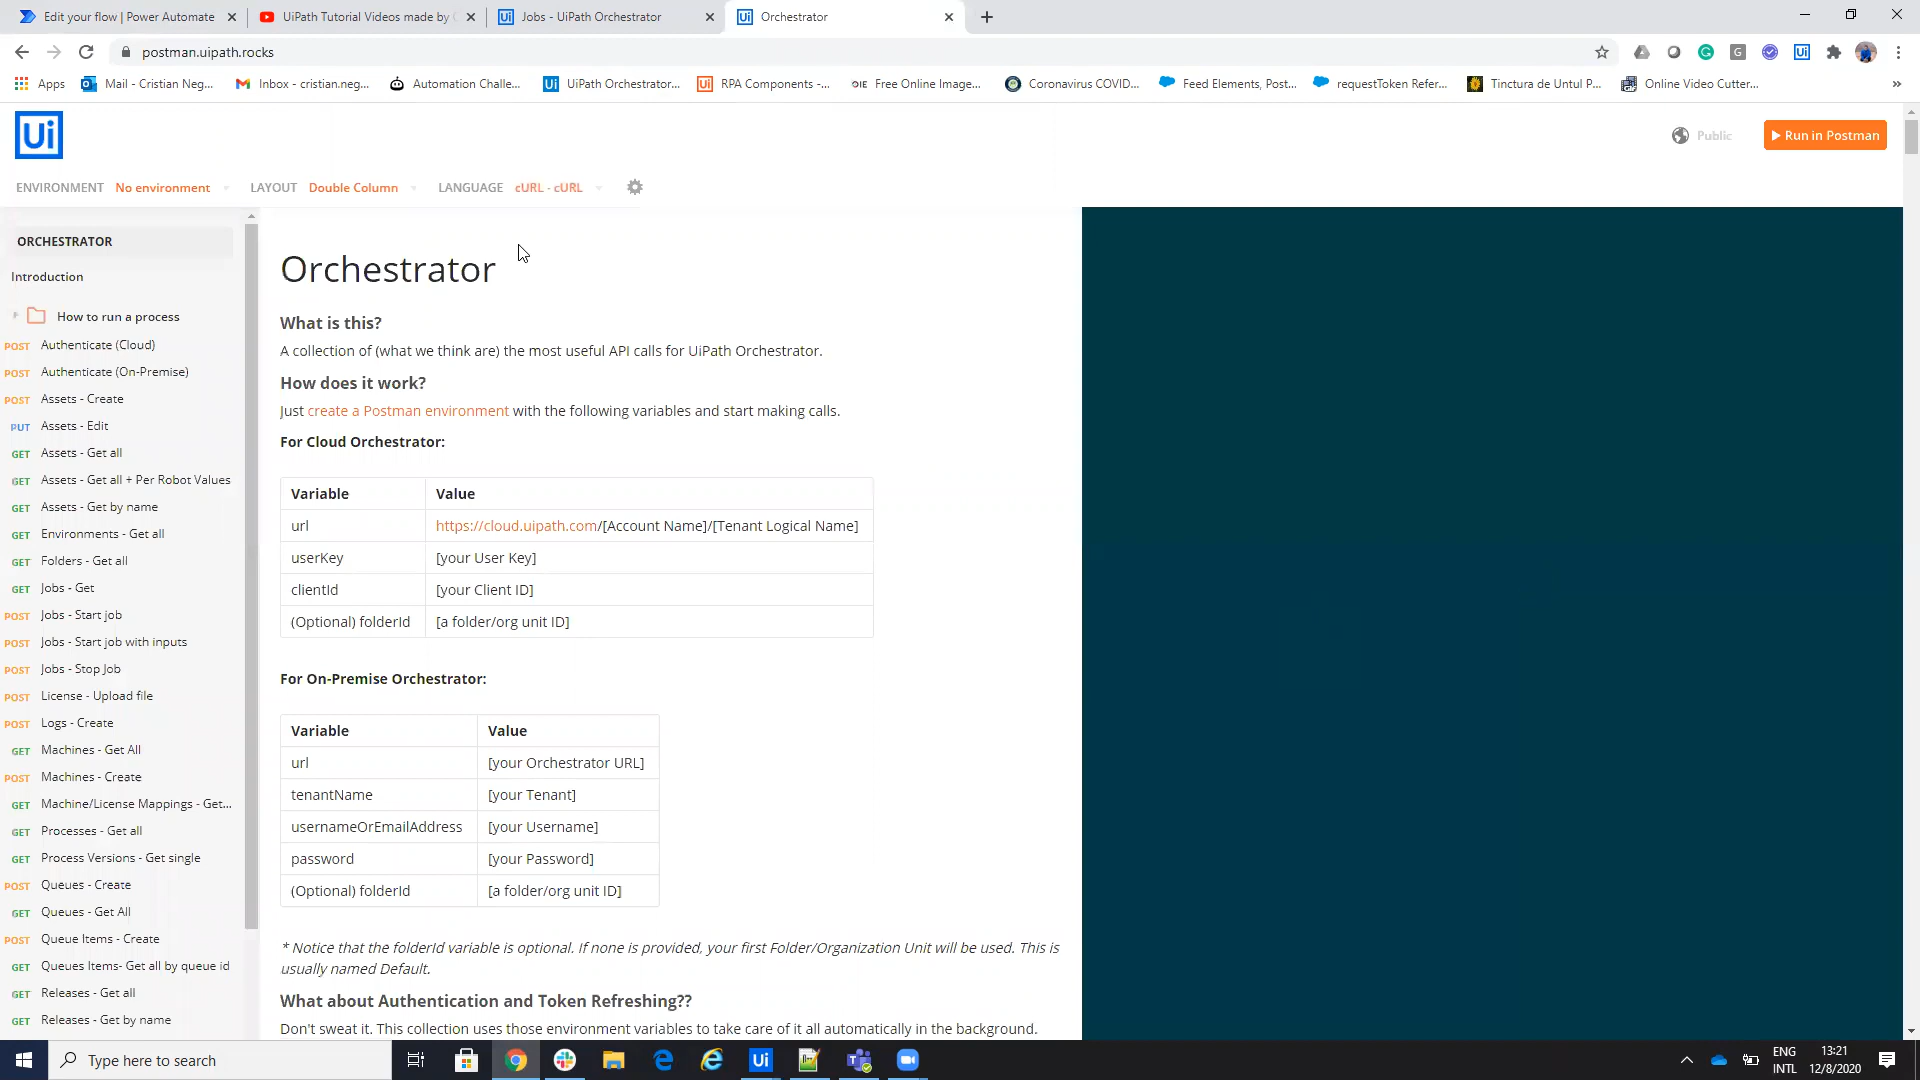 Edit your flow | Power Automate
UiPath Tutorial Videos made by
Jobs - UiPath Orchestrator
Orchestrator
postman.uipath.rocks
Apps
Mail - Cristian Neg...
Inbox - cristian.neg...
Automation Challe...
UiPath Orchestrator...
RPA Components -...
Free Online Image...
Coronavirus COVID...
Feed Elements, Post...
requestToken Refer...
Tinctura de Untul P...
Online Video Cutter...
Ui
Public
Run in Postman
ENVIRONMENT No environment LAYOUT Double Column LANGUAGE cURL - cURL
ORCHESTRATOR
Introduction
How to run a process
POST Authenticate (Cloud)
POST Authenticate (On-Premise)
POST Assets - Create
PUT Assets - Edit
GET Assets - Get all
GET Assets - Get all + Per Robot Values
GET Assets - Get by name
GET Environments - Get all
GET Folders - Get all
GET Jobs - Get
POST Jobs - Start job
POST Jobs - Start job with inputs
POST Jobs - Stop Job
POST License - Upload file
POST Logs - Create
GET Machines - Get All
POST Machines - Create
GET Machine/License Mappings - Get...
GET Processes - Get all
GET Process Versions - Get single
POST Queues - Create
GET Queues - Get All
POST Queue Items - Create
GET Queues Items- Get all by queue id
GET Releases - Get all
GET Releases - Get by name
Orchestrator
What is this?
A collection of (what we think are) the most useful API calls for UiPath Orchestrator.
How does it work?
Just create a Postman environment with the following variables and start making calls.
For Cloud Orchestrator:
Variable Value
url https://cloud.uipath.com/[Account Name]/[Tenant Logical Name]
userKey [your User Key]
clientId [your Client ID]
(Optional) folderId [a folder/org unit ID]
For On-Premise Orchestrator:
Variable Value
url [your Orchestrator URL]
tenantName [your Tenant]
usernameOrEmailAddress [your Username]
password [your Password]
(Optional) folderId [a folder/org unit ID]
* Notice that the folderId variable is optional. If none is provided, your first Folder/Organization Unit will be used. This is
usually named Default.
What about Authentication and Token Refreshing??
Don't sweat it. This collection uses those environment variables to take care of it all automatically in the background.
Type here to search
ENG
INTL
13:21
12/8/2020